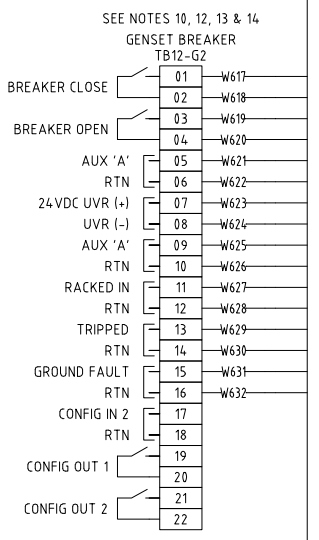 SEE NOTES 10, 12, 13 & 14
GENSET BREAKER
TB12-G2
BREAKER CLOSE
01 W617
02 W618
BREAKER OPEN
03 W619
04 W620
AUX 'A' 05 W621
RTN 06 W622
24VDC UVR (+) 07 W623
UVR (-) 08 W624
AUX 'A' 09 W625
RTN 10 W626
RACKED IN 11 W627
RTN 12 W628
TRIPPED 13 W629
RTN 14 W630
GROUND FAULT 15 W631
RTN 16 W632
CONFIG IN 2 17
RTN 18
CONFIG OUT 1
19
20
CONFIG OUT 2
21
22